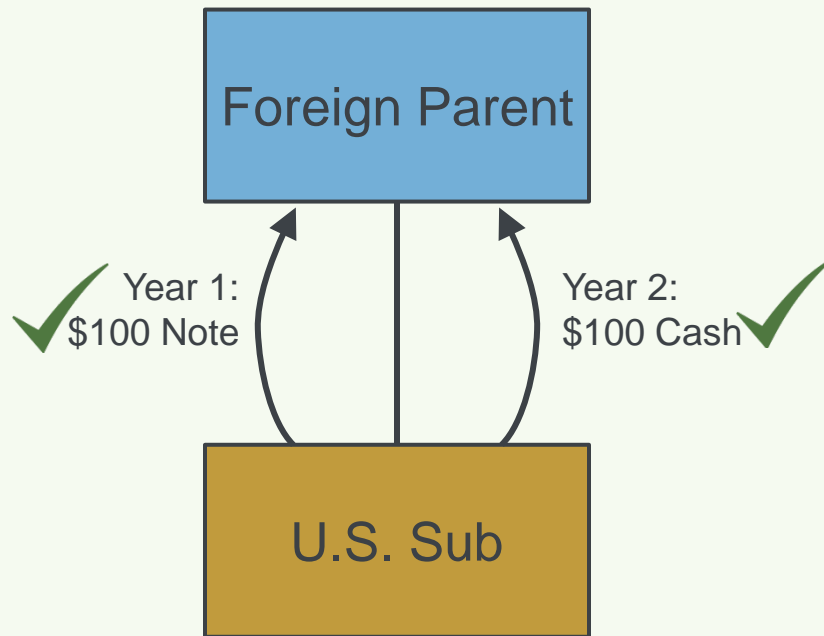 Foreign Parent
Year 1:
$100 Note
Year 2:
$100 Cash
U.S. Sub